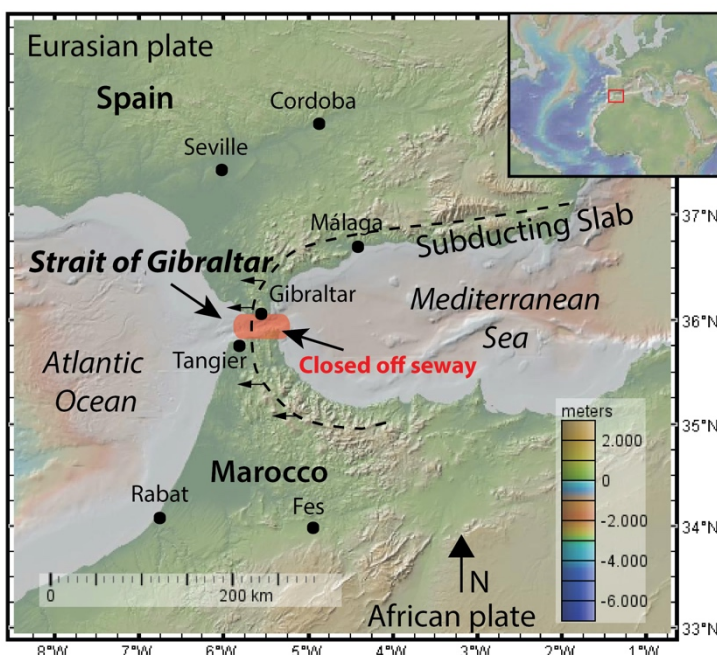 Eurasian plate
Spain
Cordoba
Seville
Málaga
37°N
Subducting Slab
Strait of Gibraltar
Gibraltar
Mediterranean
Sea
36°N
Tangier
Closed off seway
Atlantic
Ocean
meters
2.000
0
-2.000
-4.000
-6.000
35°N
Marocco
Rabat
Fes
34°N
0
200 km
N
African plate
33°N
8°W
7°W
6°W
5°W
4°W
3°W
2°W
1°W